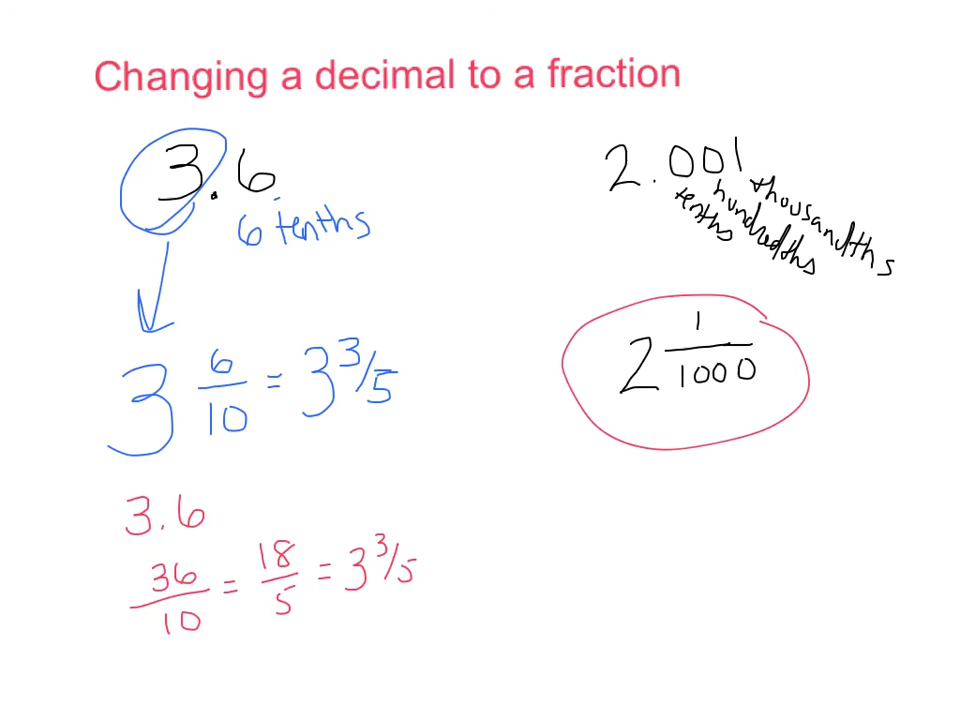 Changing a decimal to a fraction
3.6
6 tenths
3 6/10 = 3 3/5
3.6
36/10 = 18/5 = 3 3/5
2.001
tenths
hundredths
thousandths
2 1/1000